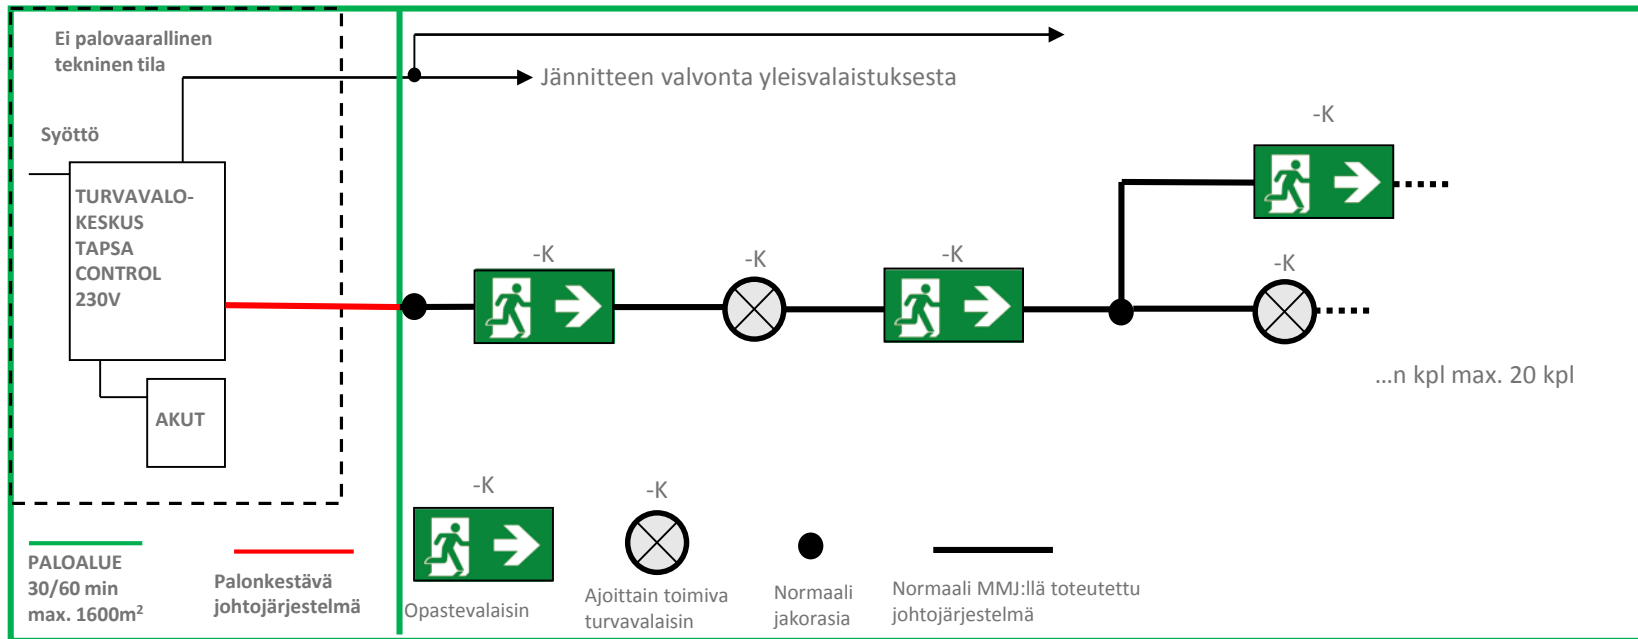 Ei palovaarallinen
tekninen tila
Jännitteen valvonta yleisvalaistuksesta
Syöttö
TURVAVALO-
KESKUS
TAPSA
CONTROL
230V
AKUT
-K
-K
-K
-K
-K
...n kpl max. 20 kpl
PALOALUE
30/60 min
max. 1600m²
Palonkestävä
johtojärjestelmä
-K
Opastevalaisin
-K
Ajoittain toimiva
turvavalaisin
Normaali
jakorasia
Normaali MMJ:llä toteutettu
johtojärjestelmä